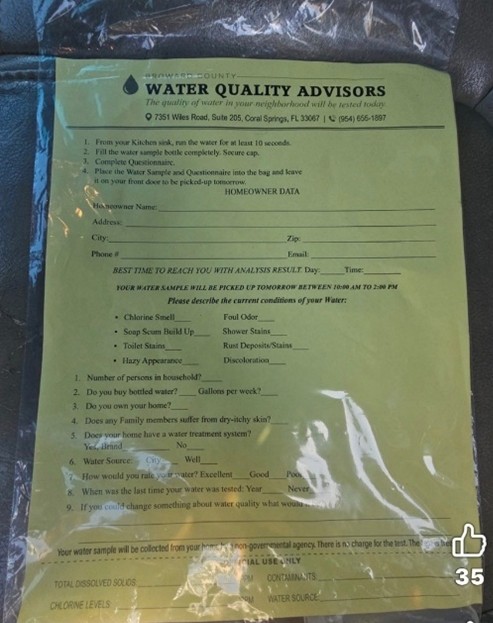 BROWARD COUNTY
WATER QUALITY ADVISORS
The quality of water in your neighborhood will be tested today
7351 Wiles Road, Suite 205, Coral Springs, FL 33067 | (954) 656-1897
1. From your Kitchen sink, run the water for at least 10 seconds.
2. Fill the water sample bottle completely. Secure cap.
3. Complete Questionnaire.
4. Place the Water Sample and Questionnaire into the bag and leave
it on your front door to be picked-up tomorrow.
HOMEOWNER DATA
Homeowner Name:
Address:
City: Zip:
Phone # Email:
BEST TIME TO REACH YOU WITH ANALYSIS RESULT: Day: Time:
YOUR WATER SAMPLE WILL BE PICKED UP TOMORROW BETWEEN 10:00 AM TO 2:00 PM
Please describe the current conditions of your Water:
• Chlorine Smell Foul Odor
• Soap Scum Build Up Shower Stains
• Toilet Stains Rust Deposits/Stains
• Hazy Appearance Discoloration
1. Number of persons in household?
2. Do you buy bottled water? Gallons per week?
3. Do you own your home?
4. Does any Family members suffer from dry-itchy skin?
5. Does your home have a water treatment system?
Yes, Brand No
6. Water Source: City Well
7. How would you rate your water? Excellent Good Poor
8. When was the last time your water was tested: Year Never
9. If you could change something about water quality what would
Your water sample will be collected from your home by a non-governmental agency. There is no charge for the test. The
OFFICIAL USE ONLY
TOTAL DISSOLVED SOLIDS: PPM CONTAMINANTS
CHLORINE LEVELS: PPM WATER SOURCE:
35